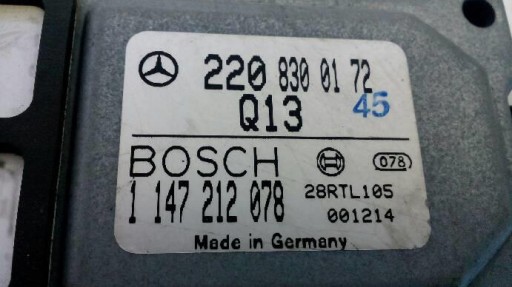 220 830 01 72
Q13 45
BOSCH 078
1 147 212 078 28RTL105
001214
Made in Germany